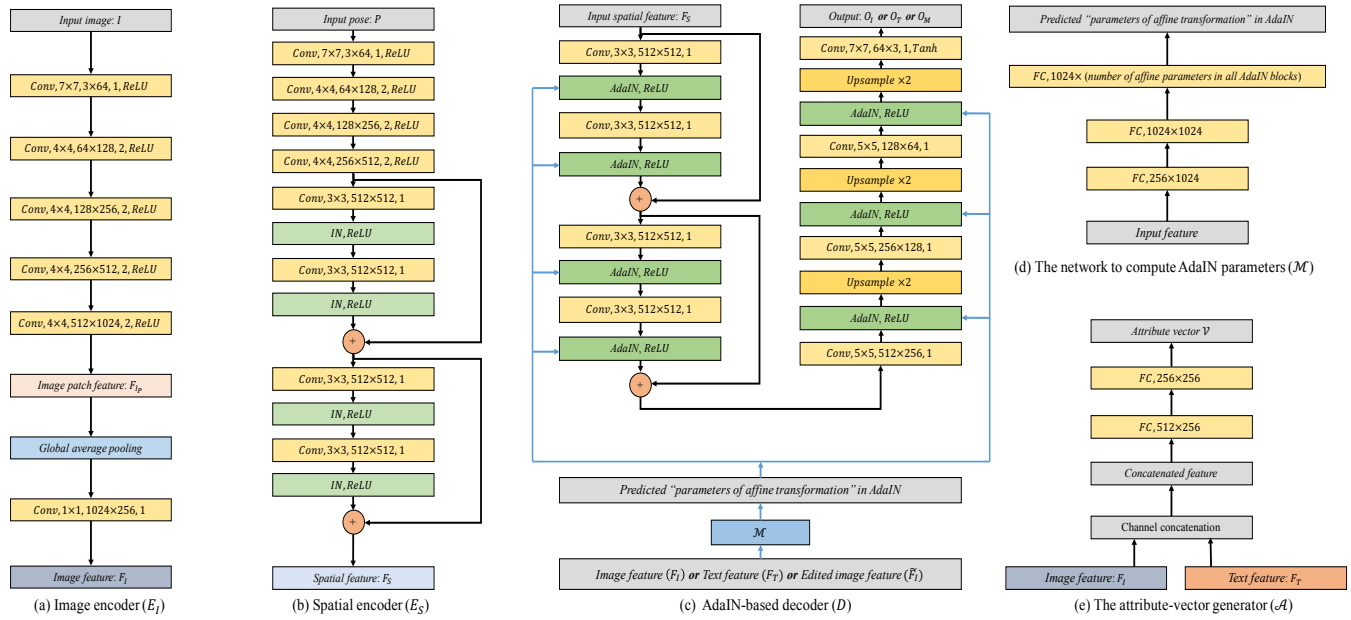 Input image: I
Conv, 7×7, 3×64, 1, ReLU
Conv, 4×4, 64×128, 2, ReLU
Conv, 4×4, 128×256, 2, ReLU
Conv, 4×4, 256×512, 2, ReLU
Conv, 4×4, 512×1024, 2, ReLU
Image patch feature: F_{I_P}
Global average pooling
Conv, 1×1, 1024×256, 1
Image feature: F_I
(a) Image encoder (E_I)
Input pose: P
Conv, 7×7, 3×64, 1, ReLU
Conv, 4×4, 64×128, 2, ReLU
Conv, 4×4, 128×256, 2, ReLU
Conv, 4×4, 256×512, 2, ReLU
Conv, 3×3, 512×512, 1
IN, ReLU
Conv, 3×3, 512×512, 1
IN, ReLU
+
Conv, 3×3, 512×512, 1
IN, ReLU
Conv, 3×3, 512×512, 1
IN, ReLU
+
Spatial feature: F_S
(b) Spatial encoder (E_S)
Input spatial feature: F_S
Conv, 3×3, 512×512, 1
AdaIN, ReLU
Conv, 3×3, 512×512, 1
AdaIN, ReLU
+
Conv, 3×3, 512×512, 1
AdaIN, ReLU
Conv, 3×3, 512×512, 1
AdaIN, ReLU
+
Output: O_I or O_T or O_M
Conv, 7×7, 64×3, 1, Tanh
Upsample ×2
AdaIN, ReLU
Conv, 5×5, 128×64, 1
Upsample ×2
AdaIN, ReLU
Conv, 5×5, 256×128, 1
Upsample ×2
AdaIN, ReLU
Conv, 5×5, 512×256, 1
Predicted “parameters of affine transformation” in AdaIN
ℳ
Image feature (F_I) or Text feature (F_T) or Edited image feature (F̃_I)
(c) AdaIN-based decoder (D)
Predicted “parameters of affine transformation” in AdaIN
FC, 1024× (number of affine parameters in all AdaIN blocks)
FC, 1024×1024
FC, 256×1024
Input feature
(d) The network to compute AdaIN parameters (ℳ)
Attribute vector 𝒱
FC, 256×256
FC, 512×256
Concatenated feature
Channel concatenation
Image feature: F_I
Text feature: F_T
(e) The attribute-vector generator (𝒜)